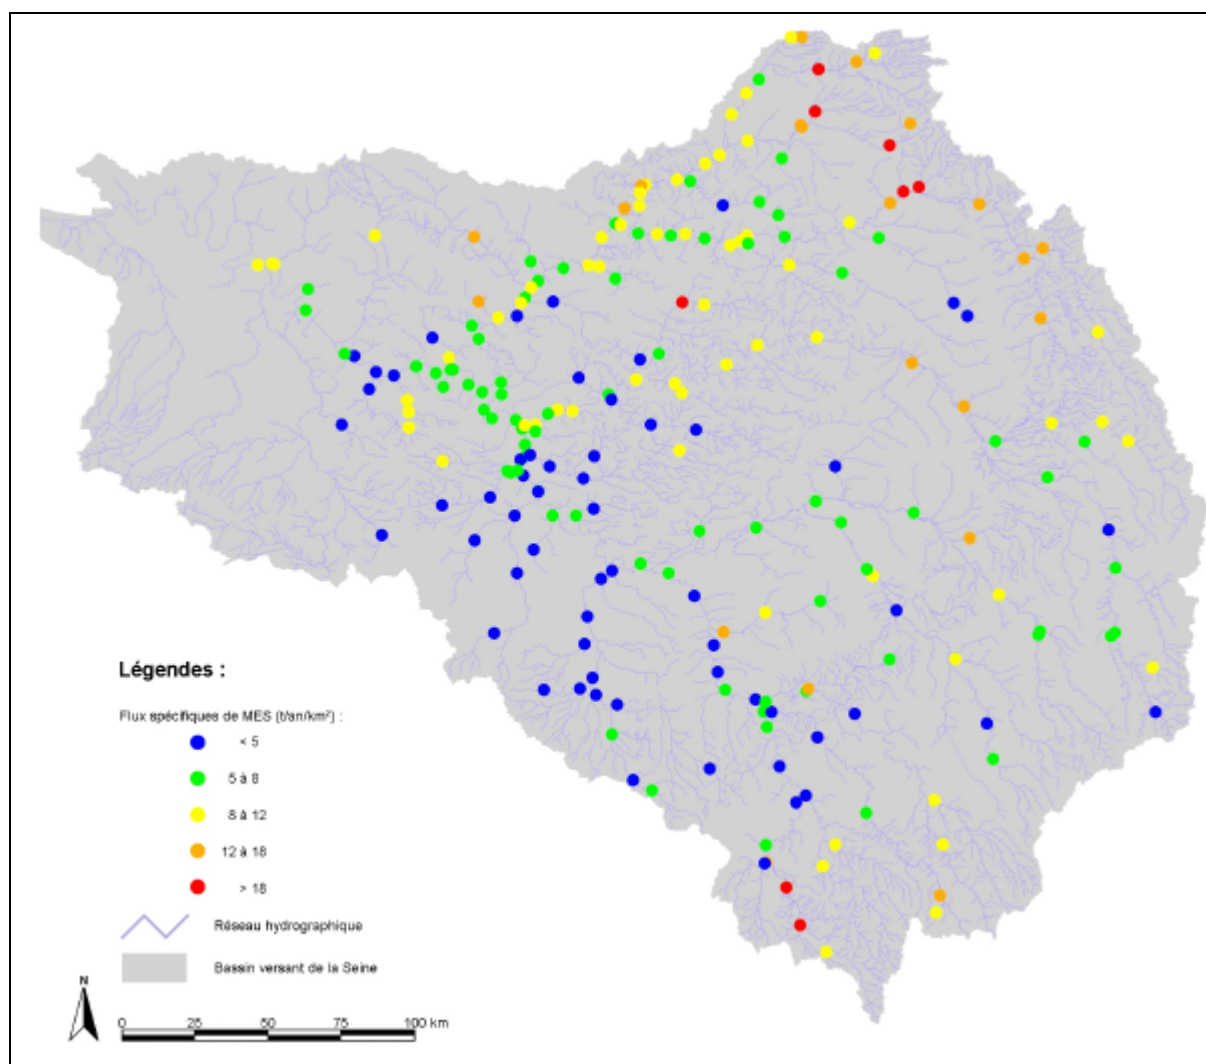 Légendes :
Flux spécifiques de MES (t/an/km²) :
< 5
5 à 8
8 à 12
12 à 18
> 18
Réseau hydrographique
Bassin versant de la Seine
N
0 25 50 75 100 km